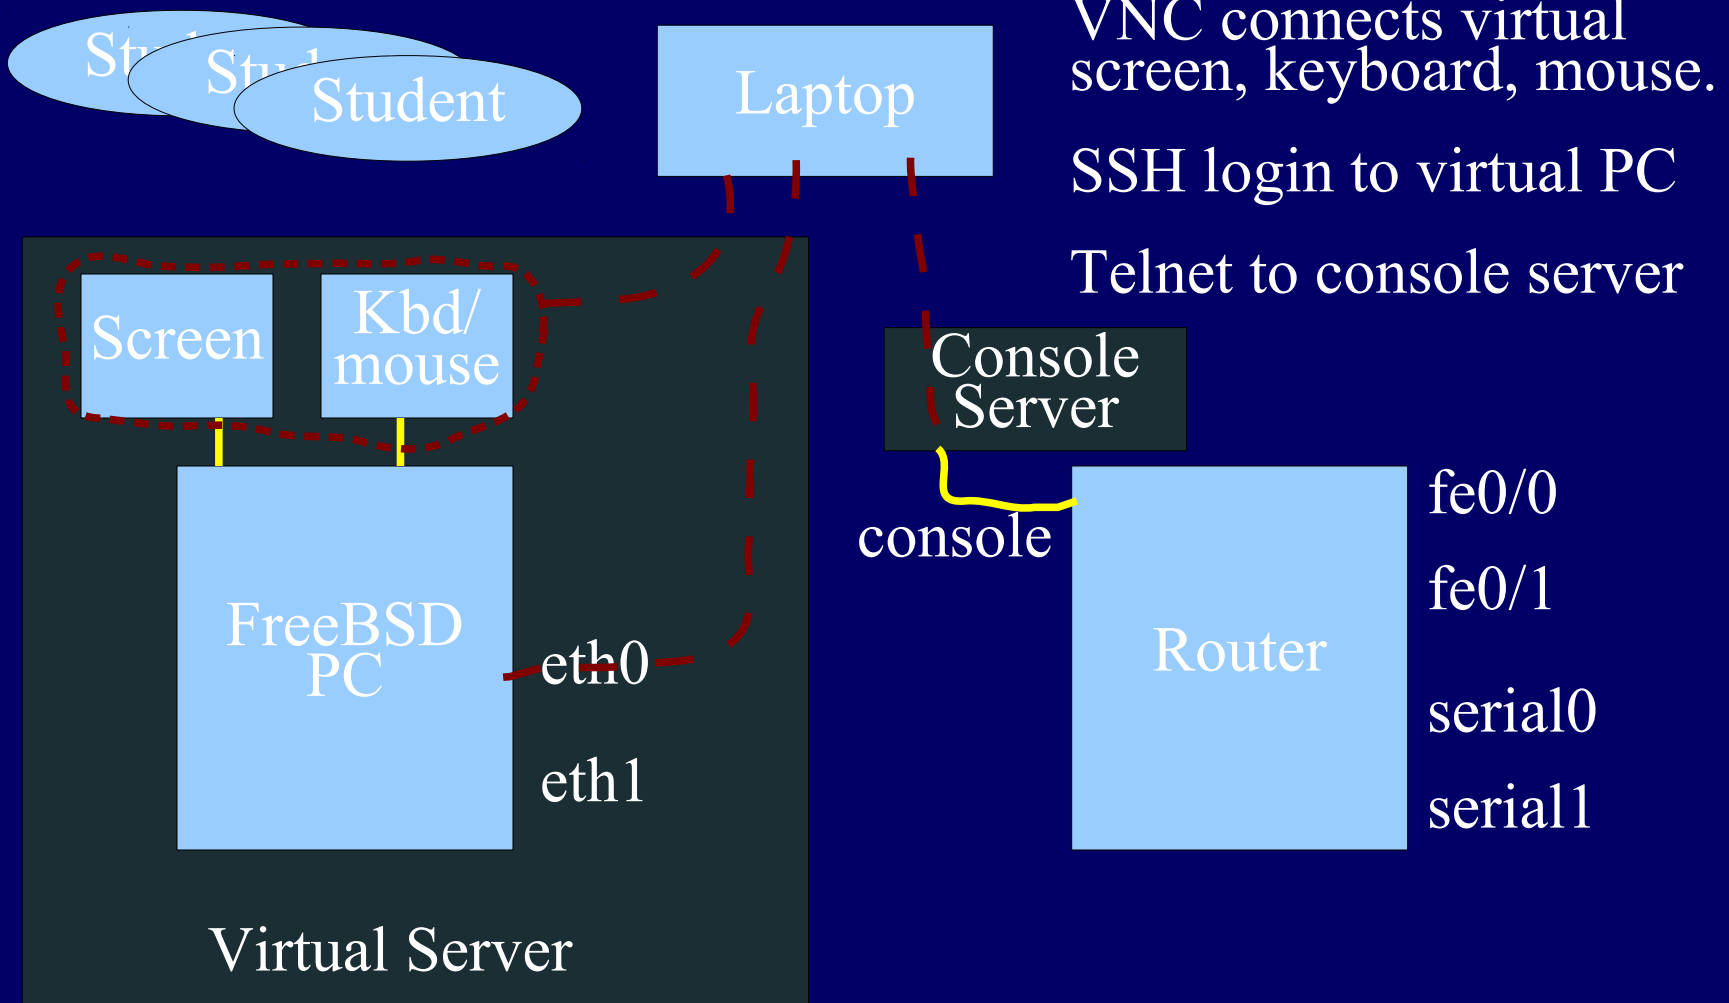 Student
Laptop
VNC connects virtual
screen, keyboard, mouse.
SSH login to virtual PC
Telnet to console server
Screen
Kbd/
mouse
Console
Server
console
FreeBSD
PC
eth0
eth1
Router
fe0/0
fe0/1
serial0
serial1
Virtual Server